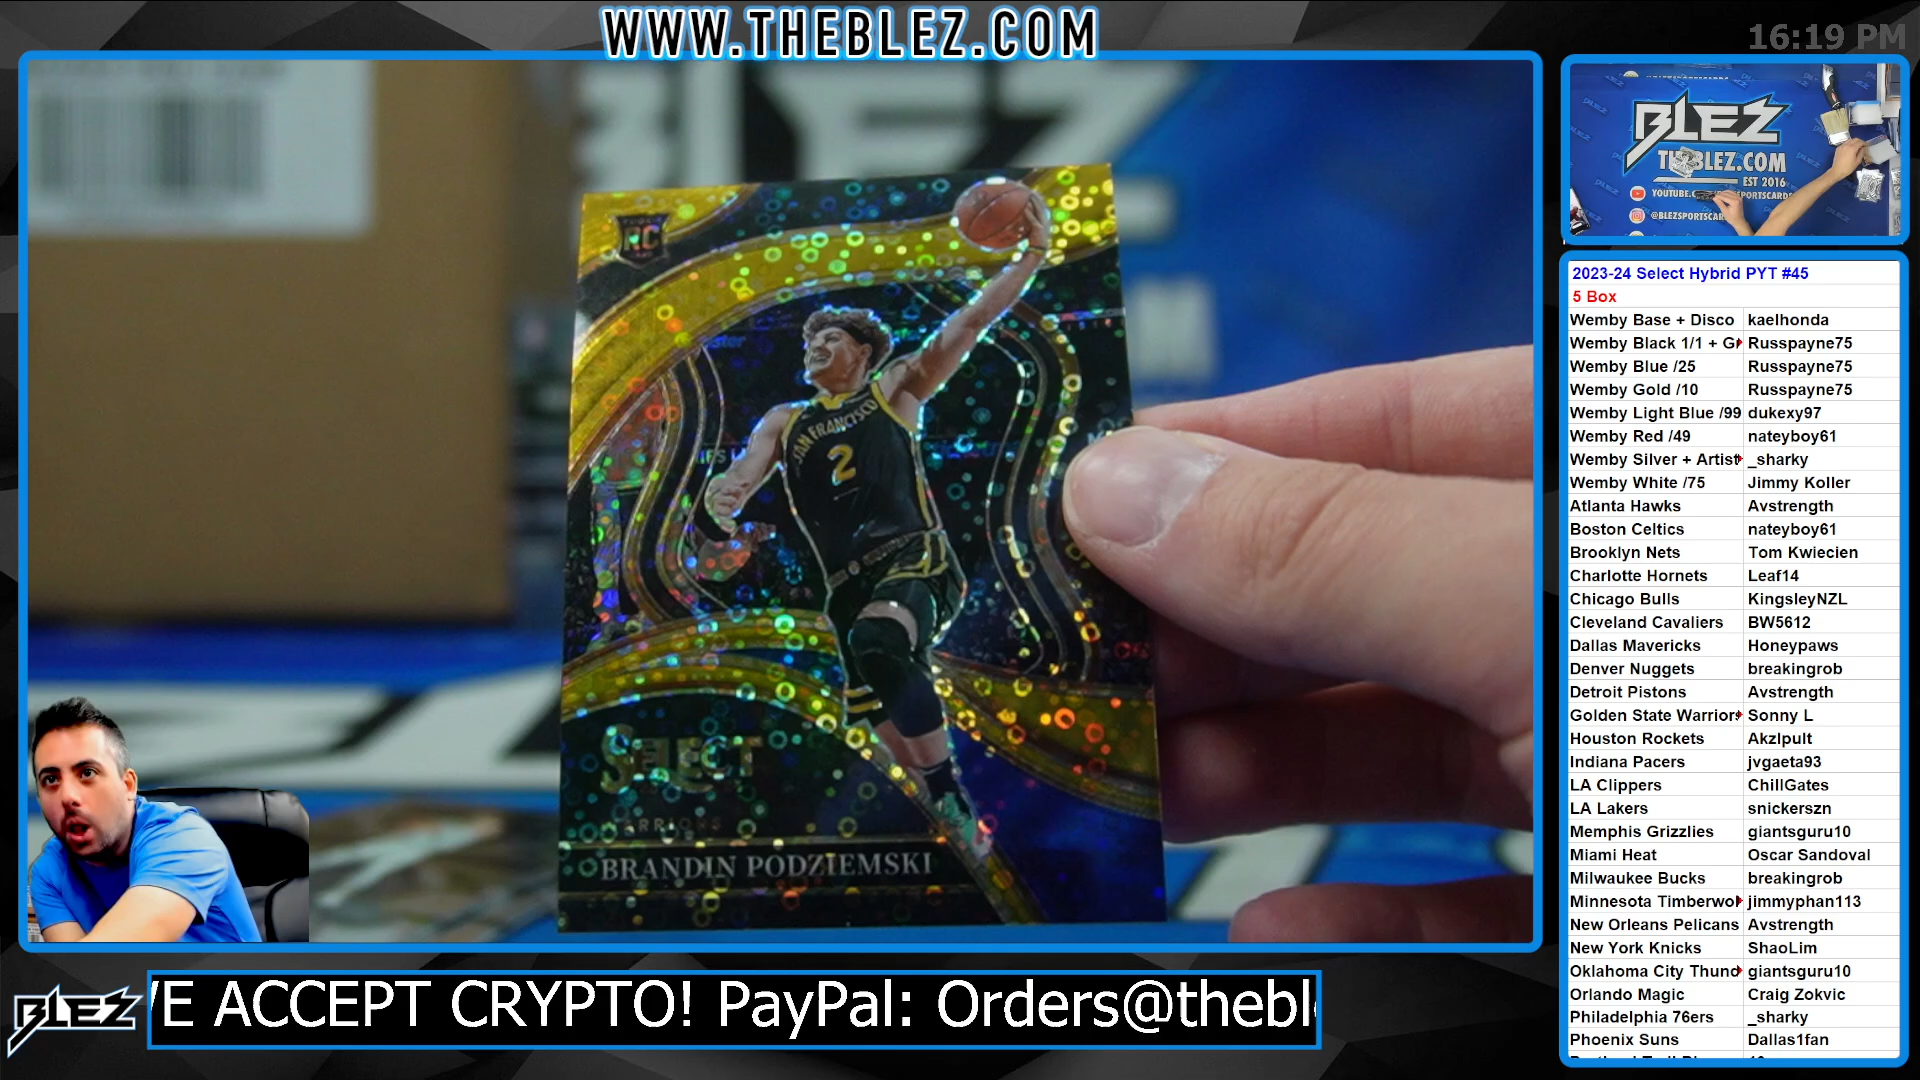 WWW.THEBLEZ.COM
16:19 PM
BLEZ
RC
SAN FRANCISCO
2
SELECT
WARRIORS
BRANDIN PODZIEMSKI
BLEZ
THEBLEZ.COM
EST 2016
@BLEZSPORTSCAR
2023-24 Select Hybrid PYT #45
5 Box
Wemby Base + Disco kaelhonda
Wemby Black 1/1 + Gr Russpayne75
Wemby Blue /25 Russpayne75
Wemby Gold /10 Russpayne75
Wemby Light Blue /99 dukexy97
Wemby Red /49 nateyboy61
Wemby Silver + Artist _sharky
Wemby White /75 Jimmy Koller
Atlanta Hawks Avstrength
Boston Celtics nateyboy61
Brooklyn Nets Tom Kwiecien
Charlotte Hornets Leaf14
Chicago Bulls KingsleyNZL
Cleveland Cavaliers BW5612
Dallas Mavericks Honeypaws
Denver Nuggets breakingrob
Detroit Pistons Avstrength
Golden State Warriors Sonny L
Houston Rockets Akzlpult
Indiana Pacers jvgaeta93
LA Clippers ChillGates
LA Lakers snickerszn
Memphis Grizzlies giantsguru10
Miami Heat Oscar Sandoval
Milwaukee Bucks breakingrob
Minnesota Timberwol jimmyphan113
New Orleans Pelicans Avstrength
New York Knicks ShaoLim
Oklahoma City Thund giantsguru10
Orlando Magic Craig Zokvic
Philadelphia 76ers _sharky
Phoenix Suns Dallas1fan
BLEZ
WE ACCEPT CRYPTO! PayPal: Orders@thebl